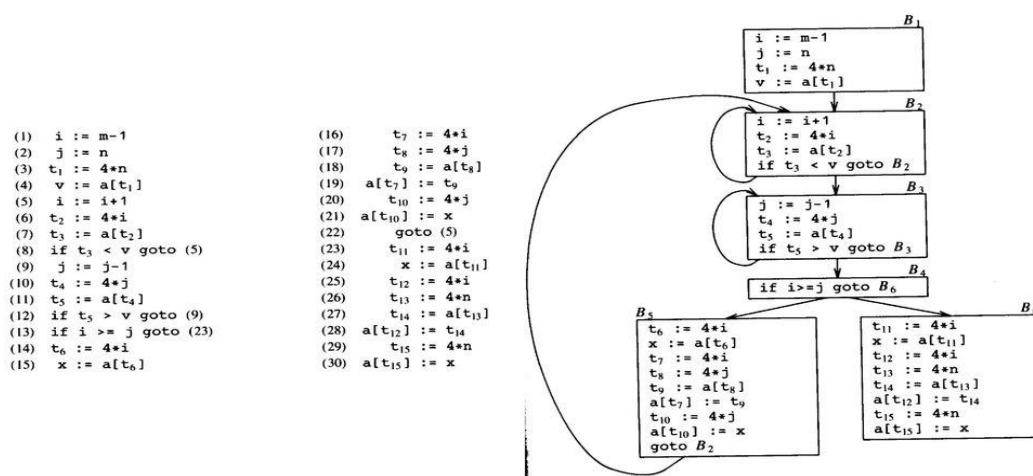 (1) i := m-1
(2) j := n
(3) t₁ := 4*n
(4) v := a[t₁]
(5) i := i+1
(6) t₂ := 4*i
(7) t₃ := a[t₂]
(8) if t₃ < v goto (5)
(9) j := j-1
(10) t₄ := 4*j
(11) t₅ := a[t₄]
(12) if t₅ > v goto (9)
(13) if i >= j goto (23)
(14) t₆ := 4*i
(15) x := a[t₆]
(16) t₇ := 4*i
(17) t₈ := 4*j
(18) t₉ := a[t₈]
(19) a[t₇] := t₉
(20) t₁₀ := 4*j
(21) a[t₁₀] := x
(22) goto (5)
(23) t₁₁ := 4*i
(24) x := a[t₁₁]
(25) t₁₂ := 4*i
(26) t₁₃ := 4*n
(27) t₁₄ := a[t₁₃]
(28) a[t₁₂] := t₁₄
(29) t₁₅ := 4*n
(30) a[t₁₅] := x
B₁
i := m-1
j := n
t₁ := 4*n
v := a[t₁]
B₂
i := i+1
t₂ := 4*i
t₃ := a[t₂]
if t₃ < v goto B₂
B₃
j := j-1
t₄ := 4*j
t₅ := a[t₄]
if t₅ > v goto B₃
B₄
if i>=j goto B₆
B₅
t₆ := 4*i
x := a[t₆]
t₇ := 4*i
t₈ := 4*j
t₉ := a[t₈]
a[t₇] := t₉
t₁₀ := 4*j
a[t₁₀] := x
goto B₂
t₁₁ := 4*i
x := a[t₁₁]
t₁₂ := 4*i
t₁₃ := 4*n
t₁₄ := a[t₁₃]
a[t₁₂] := t₁₄
t₁₅ := 4*n
a[t₁₅] := x